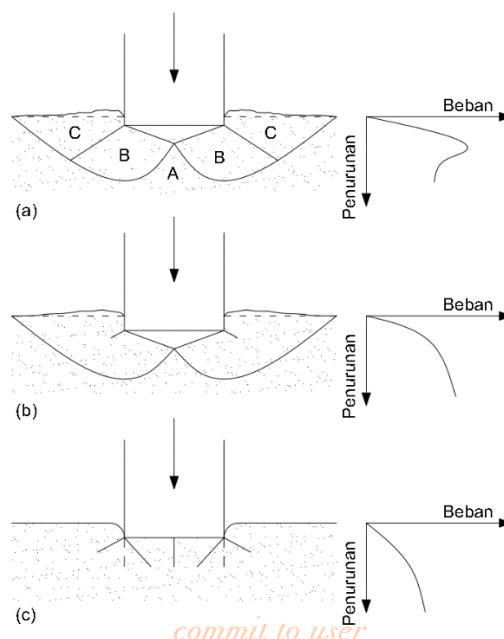 Beban
C B A B C
Penurunan
(a)
Beban
Penurunan
(b)
Beban
Penurunan
(c)
commit to user